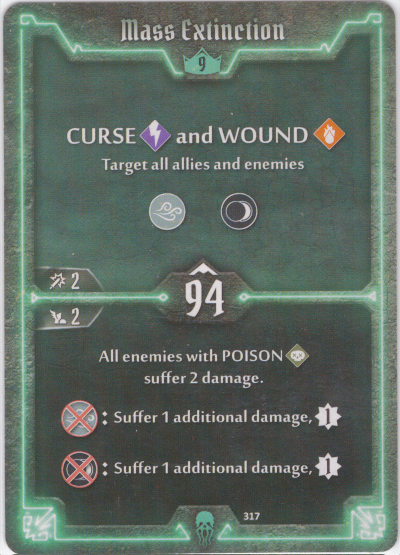 Mass Extinction
9
CURSE and WOUND
Target all allies and enemies
2
94
2
All enemies with POISON
suffer 2 damage.
: Suffer 1 additional damage, 1
: Suffer 1 additional damage, 1
317